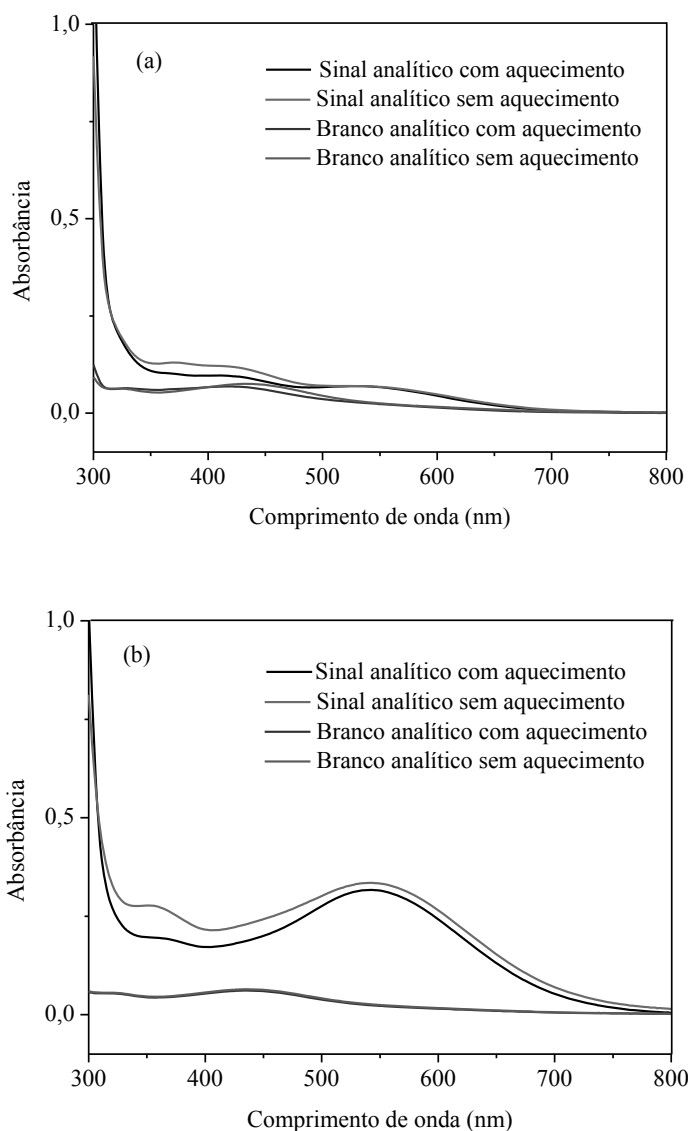 1,0
(a)
Sinal analítico com aquecimento
Sinal analítico sem aquecimento
Branco analítico com aquecimento
Branco analítico sem aquecimento
0,5
Absorbância
0,0
300 400 500 600 700 800
Comprimento de onda (nm)
1,0
(b)
Sinal analítico com aquecimento
Sinal analítico sem aquecimento
Branco analítico com aquecimento
Branco analítico sem aquecimento
0,5
Absorbância
0,0
300 400 500 600 700 800
Comprimento de onda (nm)